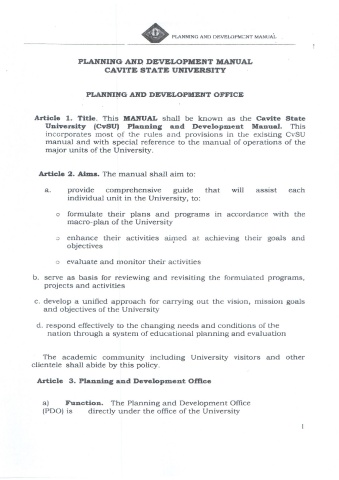 PLANNING AND DEVELOPMENT MANUAL
PLANNING AND DEVELOPMENT MANUAL
CAVITE STATE UNIVERSITY
PLANNING AND DEVELOPMENT OFFICE
Article 1. Title. This MANUAL shall be known as the Cavite State
University (CvSU) Planning and Development Manual. This
incorporates most of the rules and provisions in the existing CvSU
manual and with special reference to the manual of operations of the
major units of the University.
Article 2. Aims. The manual shall aim to:
a. provide comprehensive guide that will assist each
individual unit in the University, to:
o formulate their plans and programs in accordance with the
macro-plan of the University
o enhance their activities aimed at achieving their goals and
objectives
o evaluate and monitor their activities
b. serve as basis for reviewing and revisiting the formulated programs,
projects and activities
c. develop a unified approach for carrying out the vision, mission goals
and objectives of the University
d. respond effectively to the changing needs and conditions of the
nation through a system of educational planning and evaluation
The academic community including University visitors and other
clientele shall abide by this policy.
Article 3. Planning and Development Office
a) Function. The Planning and Development Office
(PDO) is directly under the office of the University
1